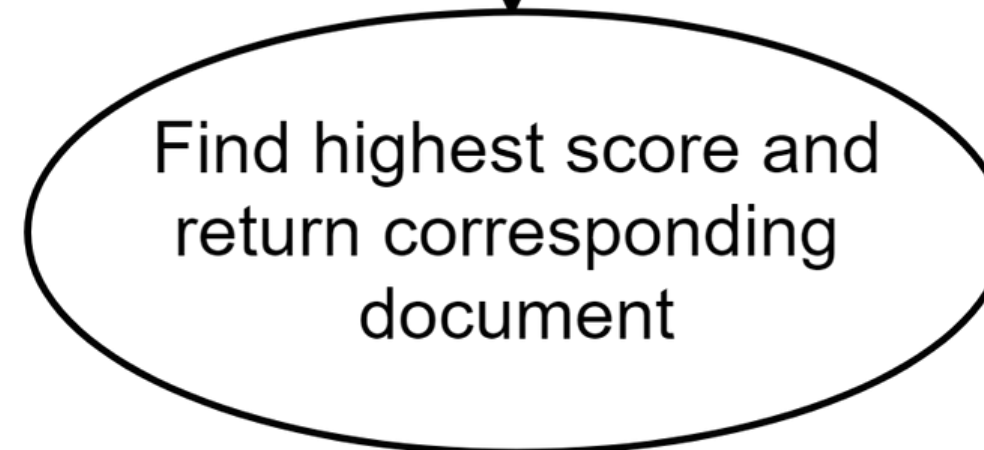 Find highest score and
return corresponding
document